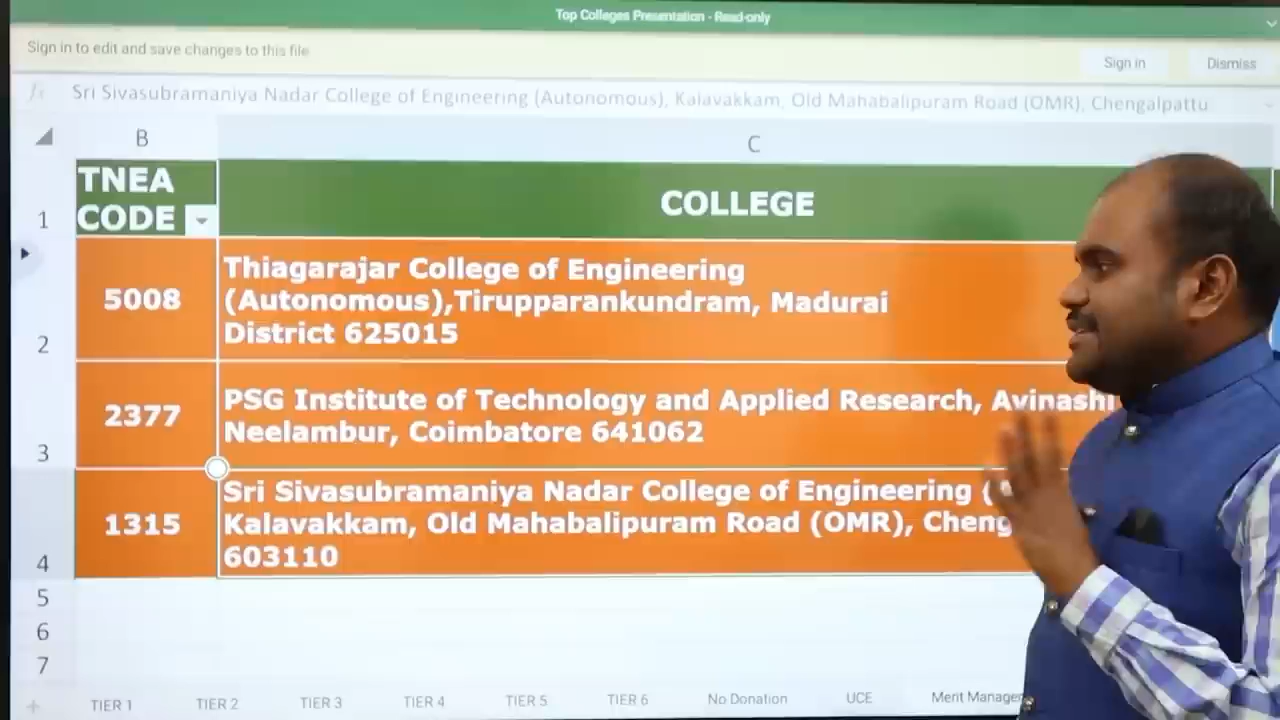 Top Colleges Presentation - Read-only
Sign in to edit and save changes to this file
Sign in
Dismiss
fx
Sri Sivasubramaniya Nadar College of Engineering (Autonomous), Kalavakkam, Old Mahabalipuram Road (OMR), Chengalpattu
B
C
1
TNEA
CODE
COLLEGE
2
5008
Thiagarajar College of Engineering
(Autonomous),Tirupparankundram, Madurai
District 625015
3
2377
PSG Institute of Technology and Applied Research, Avinashi
Neelambur, Coimbatore 641062
4
1315
Sri Sivasubramaniya Nadar College of Engineering (
Kalavakkam, Old Mahabalipuram Road (OMR), Cheng
603110
5
6
7
TIER 1
TIER 2
TIER 3
TIER 4
TIER 5
TIER 6
No Donation
UCE
Merit Manager